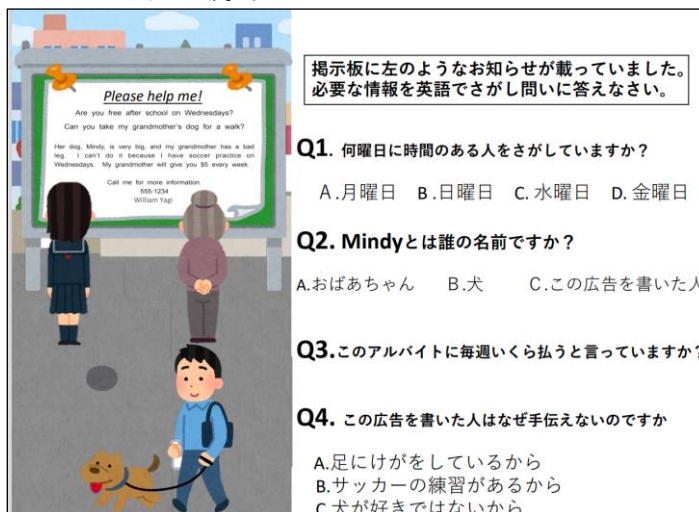 Please help me!
Are you free after school on Wednesdays?
Can you take my grandmother's dog for a walk?
Her dog, Mindy, is very big, and my grandmother has a bad
leg. I can't do it because I have soccer practice on
Wednesdays. My grandmother will give you $5 every week.
Call me for more information.
555-1234
William Yagi
掲示板に左のようなお知らせが載っていました。
必要な情報を英語でさがし問いに答えなさい。
Q1. 何曜日に時間のある人をさがしていますか？
A.月曜日 B.日曜日 C.水曜日 D.金曜日
Q2. Mindyとは誰の名前ですか？
A.おばあちゃん B.犬 C.この広告を書いた人
Q3.このアルバイトに毎週いくら払うと言っていますか？
Q4. この広告を書いた人はなぜ手伝えないのですか
A.足にけがをしているから
B.サッカーの練習があるから
C.犬が好きではないから